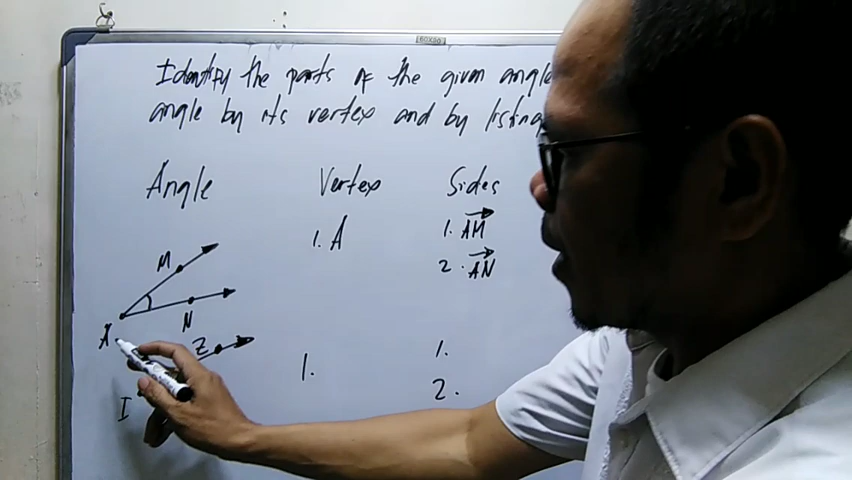 Identify the parts of the given angle
angle by its vertex and by listing
Angle Vertex Sides
1. A 1. AM
2. AN
M
N
A
Z
1. 1.
2.
I